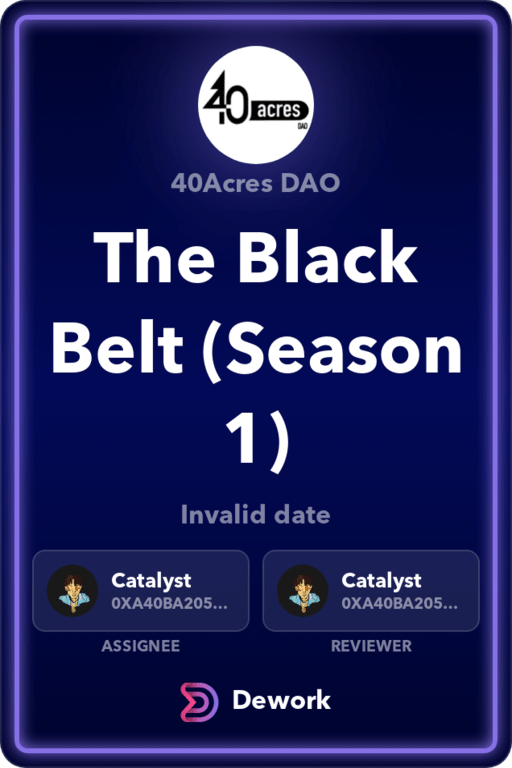 40
acres
DAO
40Acres DAO
The Black
Belt (Season
1)
Invalid date
Catalyst
0XA40BA205...
ASSIGNEE
Catalyst
0XA40BA205...
REVIEWER
Dework